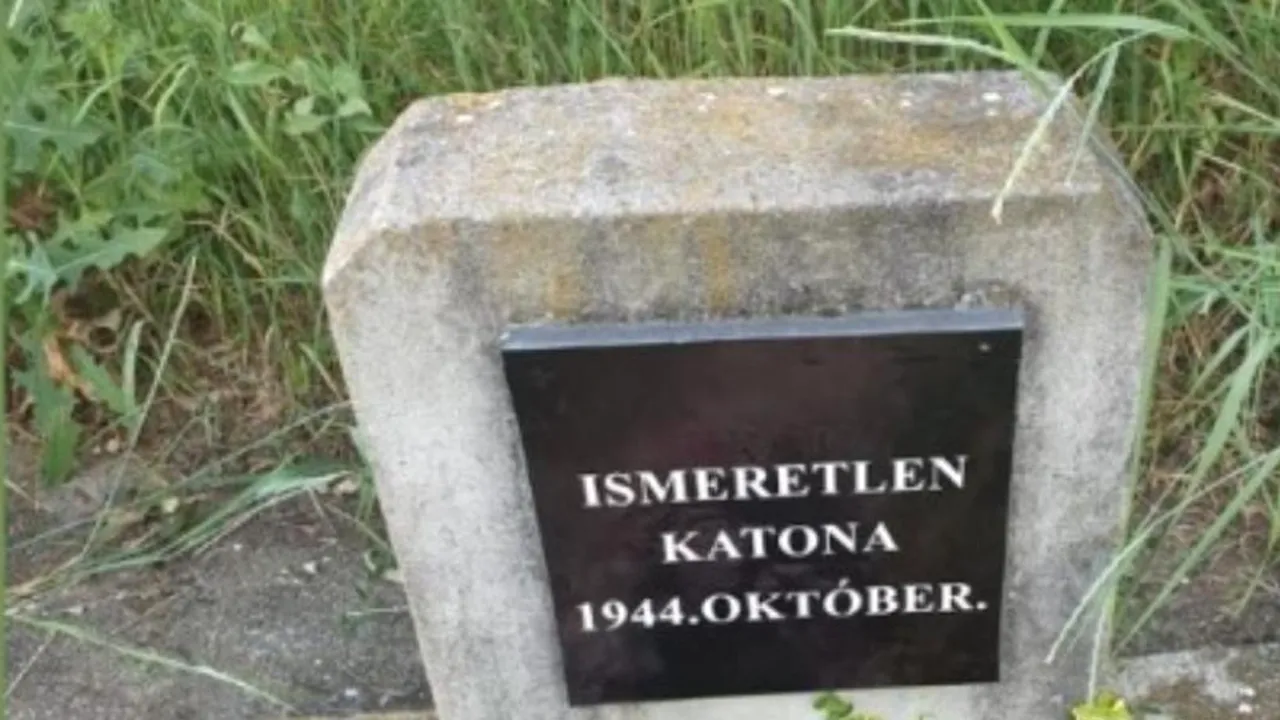 ISMERETLEN
KATONA
1944.OKTÓBER.